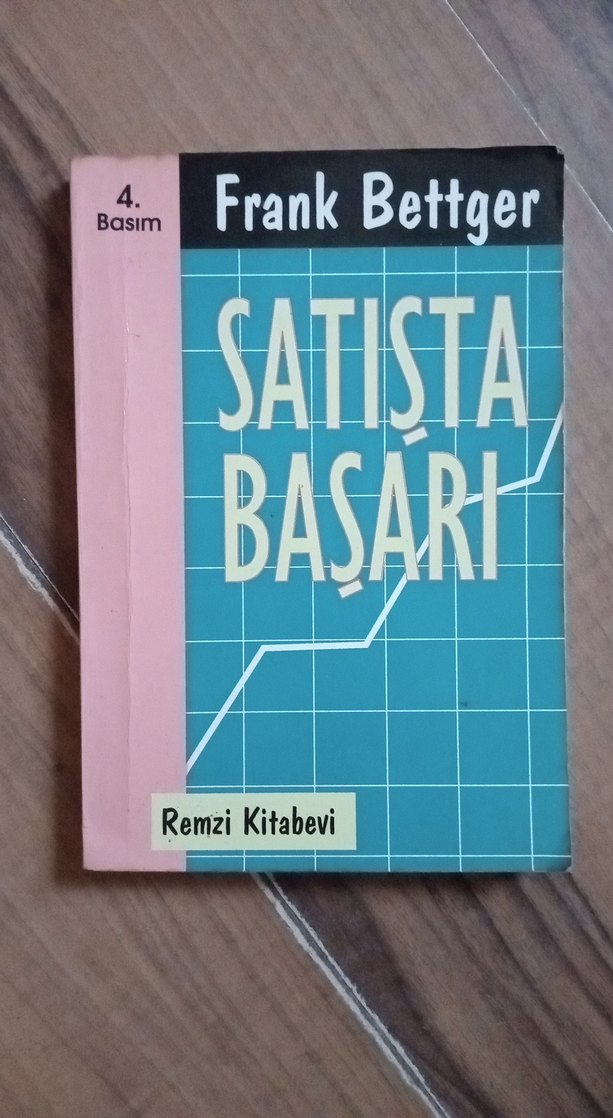 4.
Basım
Frank Bettger
SATIŞTA
BAŞARI
Remzi Kitabevi